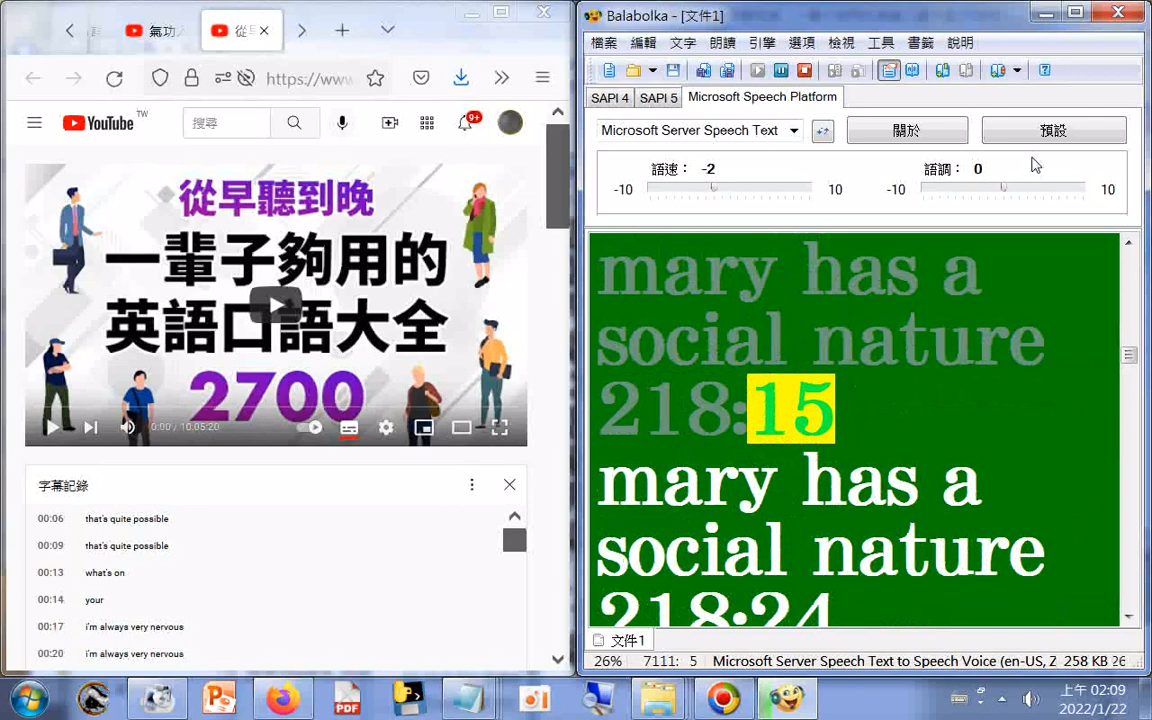 氣功
從
https://www
YouTube TW
搜尋
9+
從早聽到晚
一輩子夠用的
英語口語大全
2700
0:00 / 10:05:20
字幕記錄
00:06 that's quite possible
00:09 that's quite possible
00:13 what's on
00:14 your
00:17 i'm always very nervous
00:20 i'm always very nervous
Balabolka - [文件1]
檔案 編輯 文字 朗讀 引擎 選項 檢視 工具 書籤 說明
SAPI 4 SAPI 5 Microsoft Speech Platform
Microsoft Server Speech Text 關於 預設
語速： -2 語調： 0
-10 10 -10 10
mary has a
social nature
218:15
mary has a
social nature
218:24
文件1
26% 7111: 5 Microsoft Server Speech Text to Speech Voice (en-US, Z 258 KB 26
PDF
上午 02:09
2022/1/22